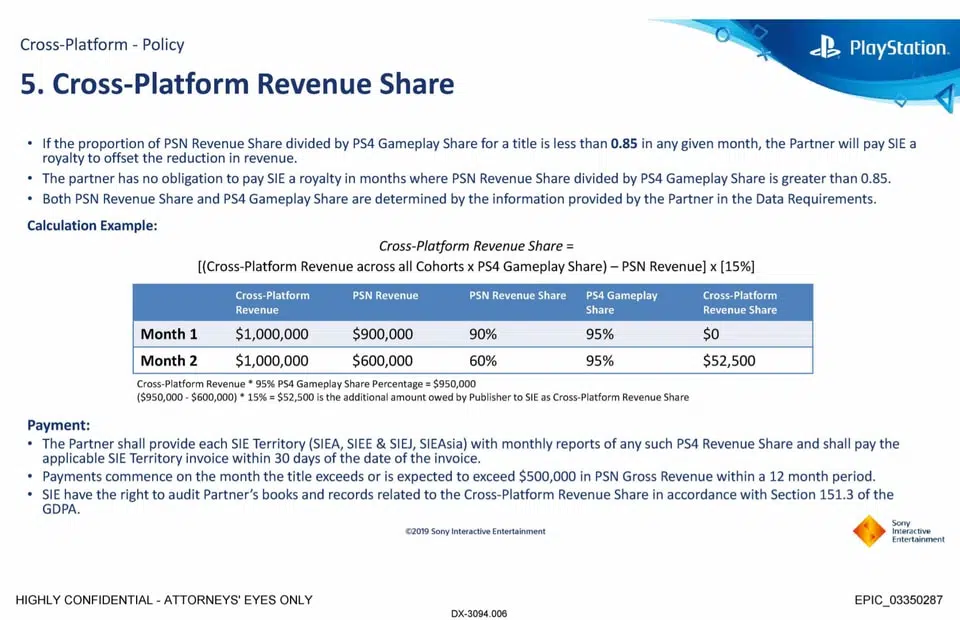 Cross-Platform - Policy
PlayStation.
5. Cross-Platform Revenue Share
• If the proportion of PSN Revenue Share divided by PS4 Gameplay Share for a title is less than 0.85 in any given month, the Partner will pay SIE a
royalty to offset the reduction in revenue.
• The partner has no obligation to pay SIE a royalty in months where PSN Revenue Share divided by PS4 Gameplay Share is greater than 0.85.
• Both PSN Revenue Share and PS4 Gameplay Share are determined by the information provided by the Partner in the Data Requirements.
Calculation Example:
Cross-Platform Revenue Share =
[(Cross-Platform Revenue across all Cohorts x PS4 Gameplay Share) – PSN Revenue] x [15%]
Cross-Platform Revenue PSN Revenue PSN Revenue Share PS4 Gameplay Share Cross-Platform Revenue Share
Month 1 $1,000,000 $900,000 90% 95% $0
Month 2 $1,000,000 $600,000 60% 95% $52,500
Cross-Platform Revenue * 95% PS4 Gameplay Share Percentage = $950,000
($950,000 - $600,000) * 15% = $52,500 is the additional amount owed by Publisher to SIE as Cross-Platform Revenue Share
Payment:
• The Partner shall provide each SIE Territory (SIEA, SIEE & SIEJ, SIEAsia) with monthly reports of any such PS4 Revenue Share and shall pay the
applicable SIE Territory invoice within 30 days of the date of the invoice.
• Payments commence on the month the title exceeds or is expected to exceed $500,000 in PSN Gross Revenue within a 12 month period.
• SIE have the right to audit Partner's books and records related to the Cross-Platform Revenue Share in accordance with Section 151.3 of the
GDPA.
©2019 Sony Interactive Entertainment
Sony
Interactive
Entertainment
HIGHLY CONFIDENTIAL - ATTORNEYS' EYES ONLY
EPIC_03350287
DX-3094.006